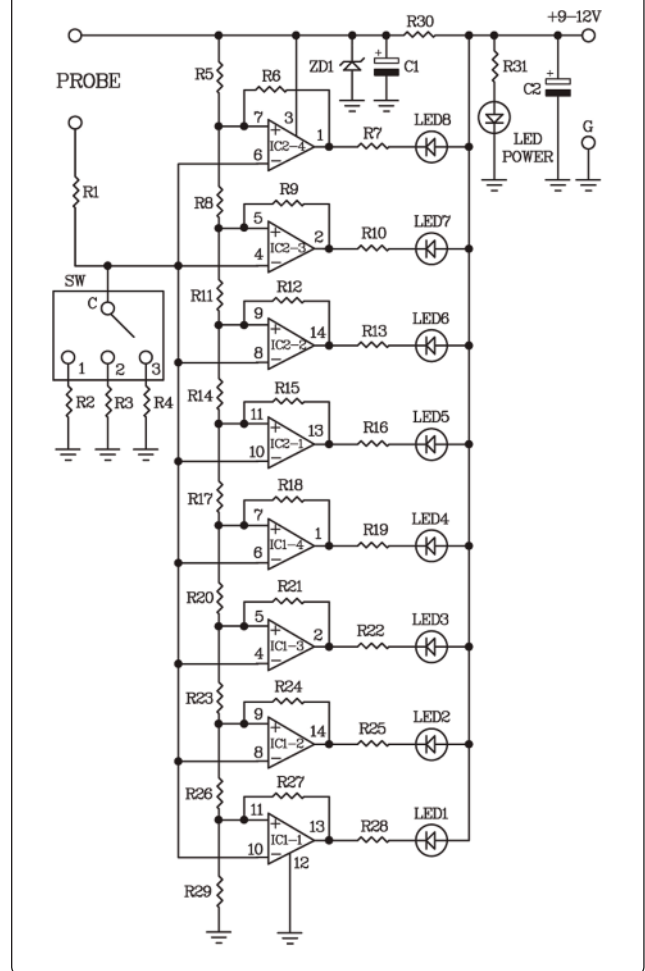 +9-12V
R30
R5
R6
ZD1
+
C1
R31
+
C2
PROBE
3
7
+
IC2-4
1
6
−
R7
LED8
LED
POWER
G
R1
R8
R9
5
+
IC2-3
2
4
−
R10
LED7
SW
C
1
2
3
R11
R12
9
+
IC2-2
14
8
−
R13
LED6
R2
R3
R4
R14
R15
11
+
IC2-1
13
10
−
R16
LED5
R17
R18
7
+
IC1-4
1
6
−
R19
LED4
R20
R21
5
+
IC1-3
2
4
−
R22
LED3
R23
R24
9
+
IC1-2
14
8
−
R25
LED2
R26
R27
11
+
IC1-1
13
10
−
12
R28
LED1
R29